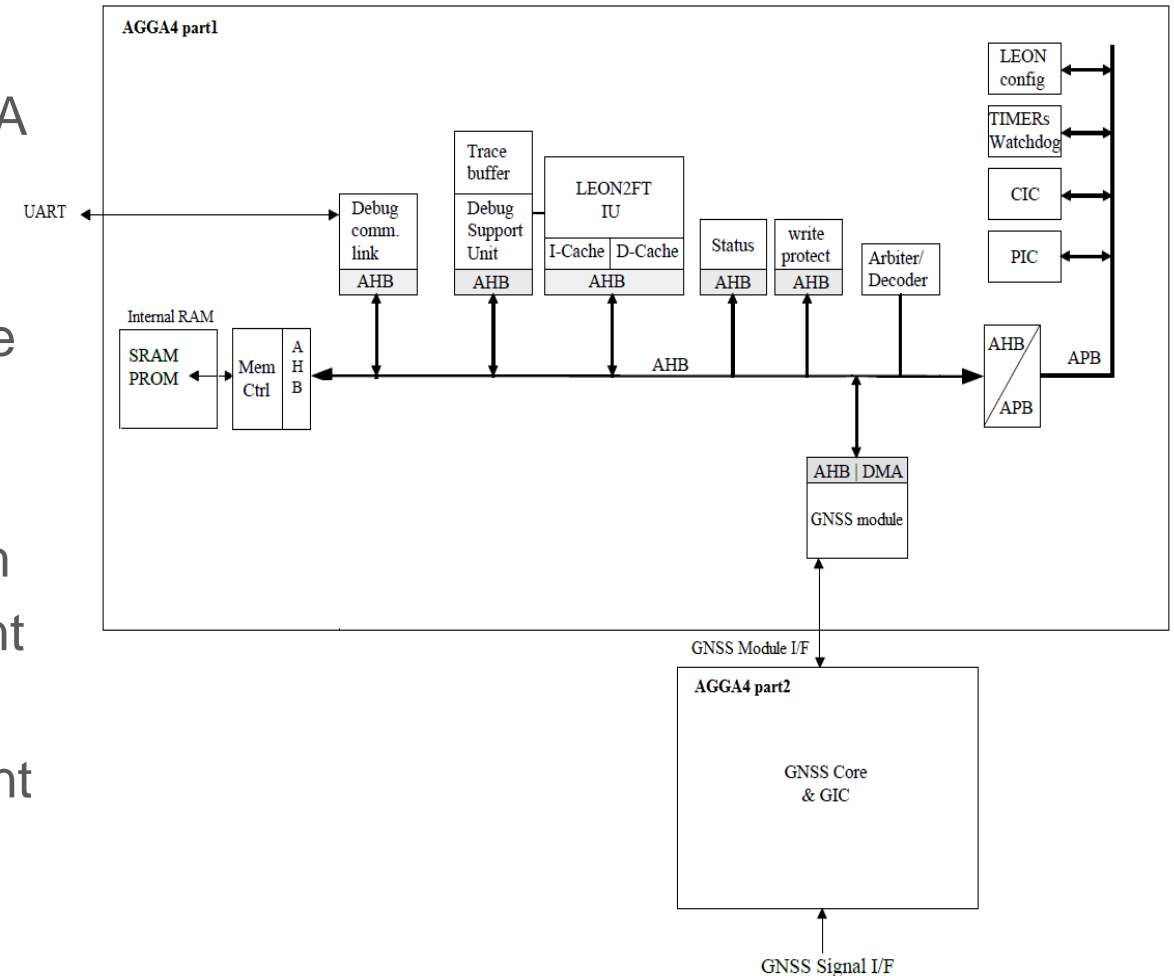 AGGA4 part1
A
e
n
nt
nt
LEON
config
TIMERs
Watchdog
CIC
PIC
Trace
buffer
Debug
Support
Unit
AHB
LEON2FT
IU
I-Cache
D-Cache
AHB
UART
Debug
comm.
link
AHB
Status
AHB
write
protect
AHB
Arbiter/
Decoder
Internal RAM
SRAM
PROM
Mem
Ctrl
A
H
B
AHB
AHB
APB
APB
AHB | DMA
GNSS module
GNSS Module I/F
AGGA4 part2
GNSS Core
& GIC
GNSS Signal I/F